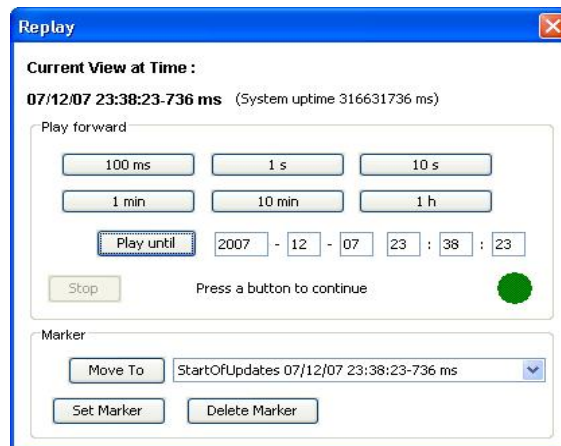 Replay
Current View at Time :
07/12/07 23:38:23-736 ms (System uptime 316631736 ms)
Play forward
100 ms 1 s 10 s
1 min 10 min 1 h
Play until 2007 - 12 - 07 23 : 38 : 23
Stop Press a button to continue
Marker
Move To StartOfUpdates 07/12/07 23:38:23-736 ms
Set Marker Delete Marker